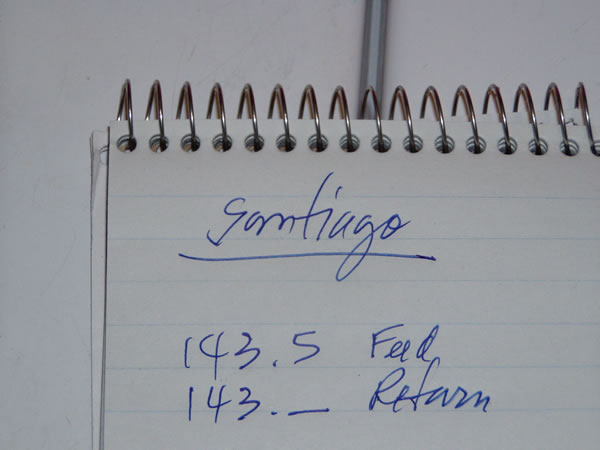 Santiago
143.5 Feed
143._ Return